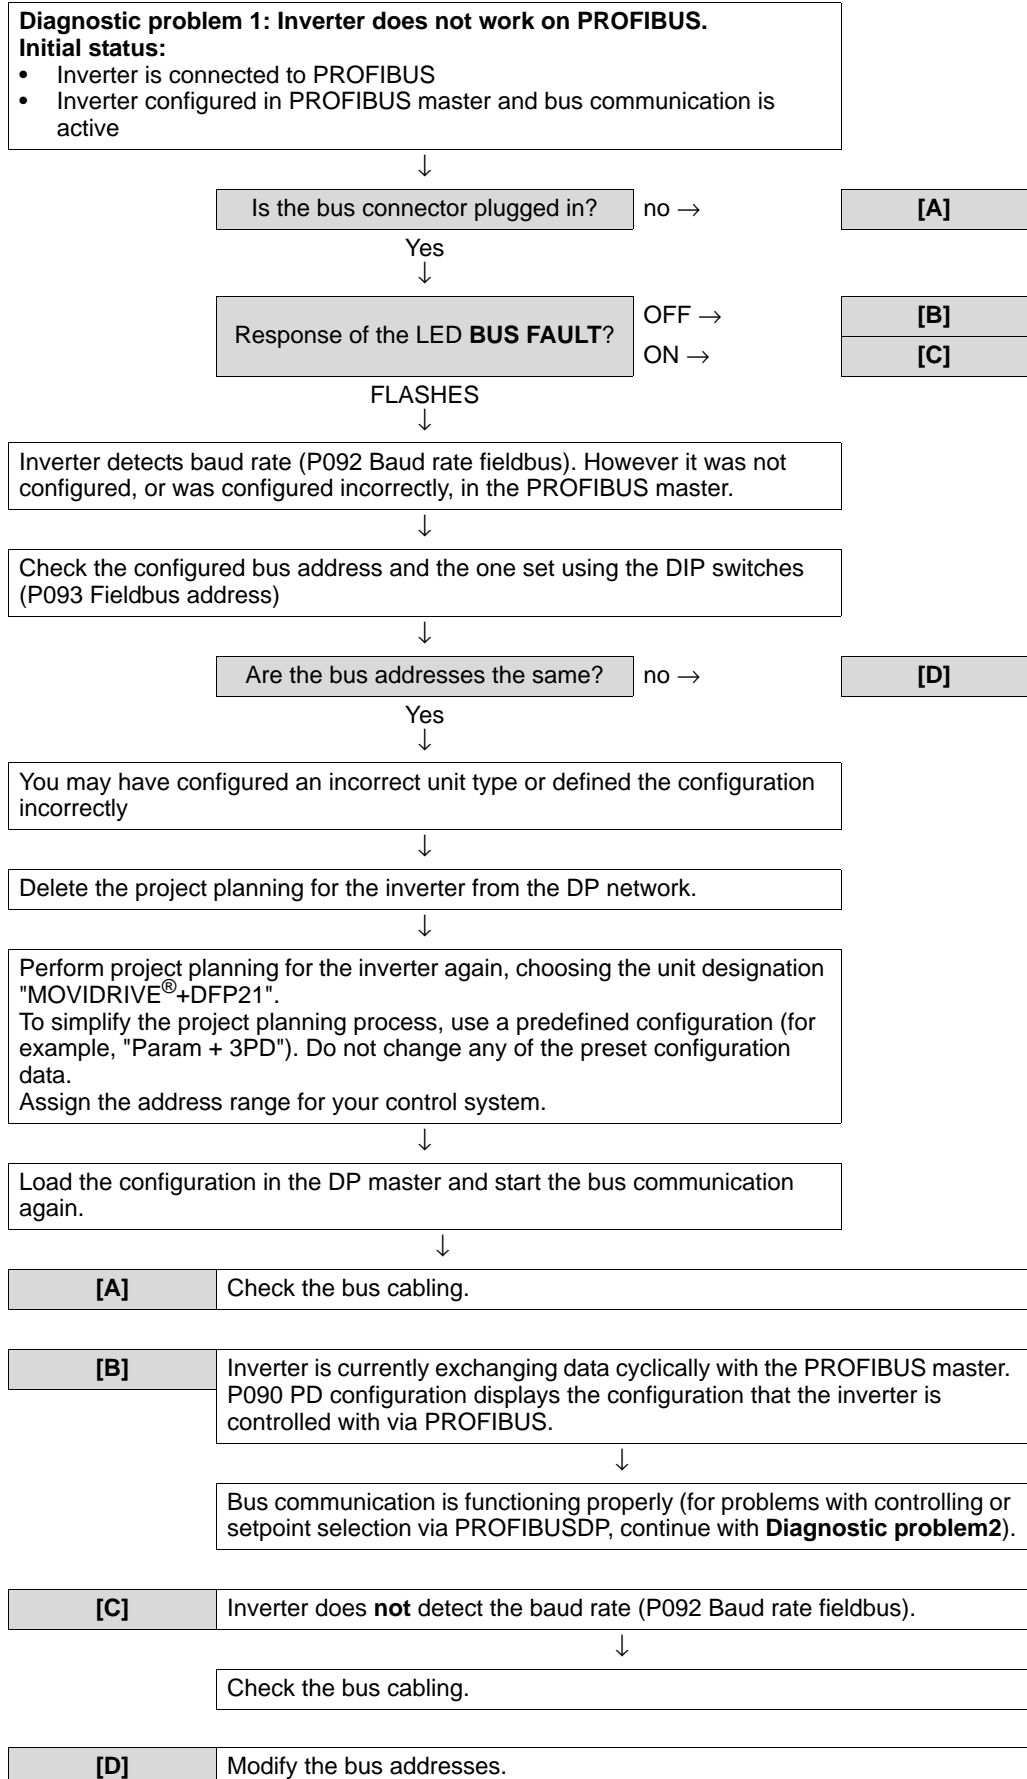 Diagnostic problem 1: Inverter does not work on PROFIBUS.
Initial status:
• Inverter is connected to PROFIBUS
• Inverter configured in PROFIBUS master and bus communication is
active
↓
Is the bus connector plugged in? no → [A]
Yes
↓
Response of the LED BUS FAULT?
OFF → [B]
ON → [C]
FLASHES
↓
Inverter detects baud rate (P092 Baud rate fieldbus). However it was not
configured, or was configured incorrectly, in the PROFIBUS master.
↓
Check the configured bus address and the one set using the DIP switches
(P093 Fieldbus address)
↓
Are the bus addresses the same? no → [D]
Yes
↓
You may have configured an incorrect unit type or defined the configuration
incorrectly
↓
Delete the project planning for the inverter from the DP network.
↓
Perform project planning for the inverter again, choosing the unit designation
"MOVIDRIVE®+DFP21".
To simplify the project planning process, use a predefined configuration (for
example, "Param + 3PD"). Do not change any of the preset configuration
data.
Assign the address range for your control system.
↓
Load the configuration in the DP master and start the bus communication
again.
↓
[A] Check the bus cabling.
[B] Inverter is currently exchanging data cyclically with the PROFIBUS master.
P090 PD configuration displays the configuration that the inverter is
controlled with via PROFIBUS.
↓
Bus communication is functioning properly (for problems with controlling or
setpoint selection via PROFIBUSDP, continue with Diagnostic problem2).
[C] Inverter does not detect the baud rate (P092 Baud rate fieldbus).
↓
Check the bus cabling.
[D] Modify the bus addresses.